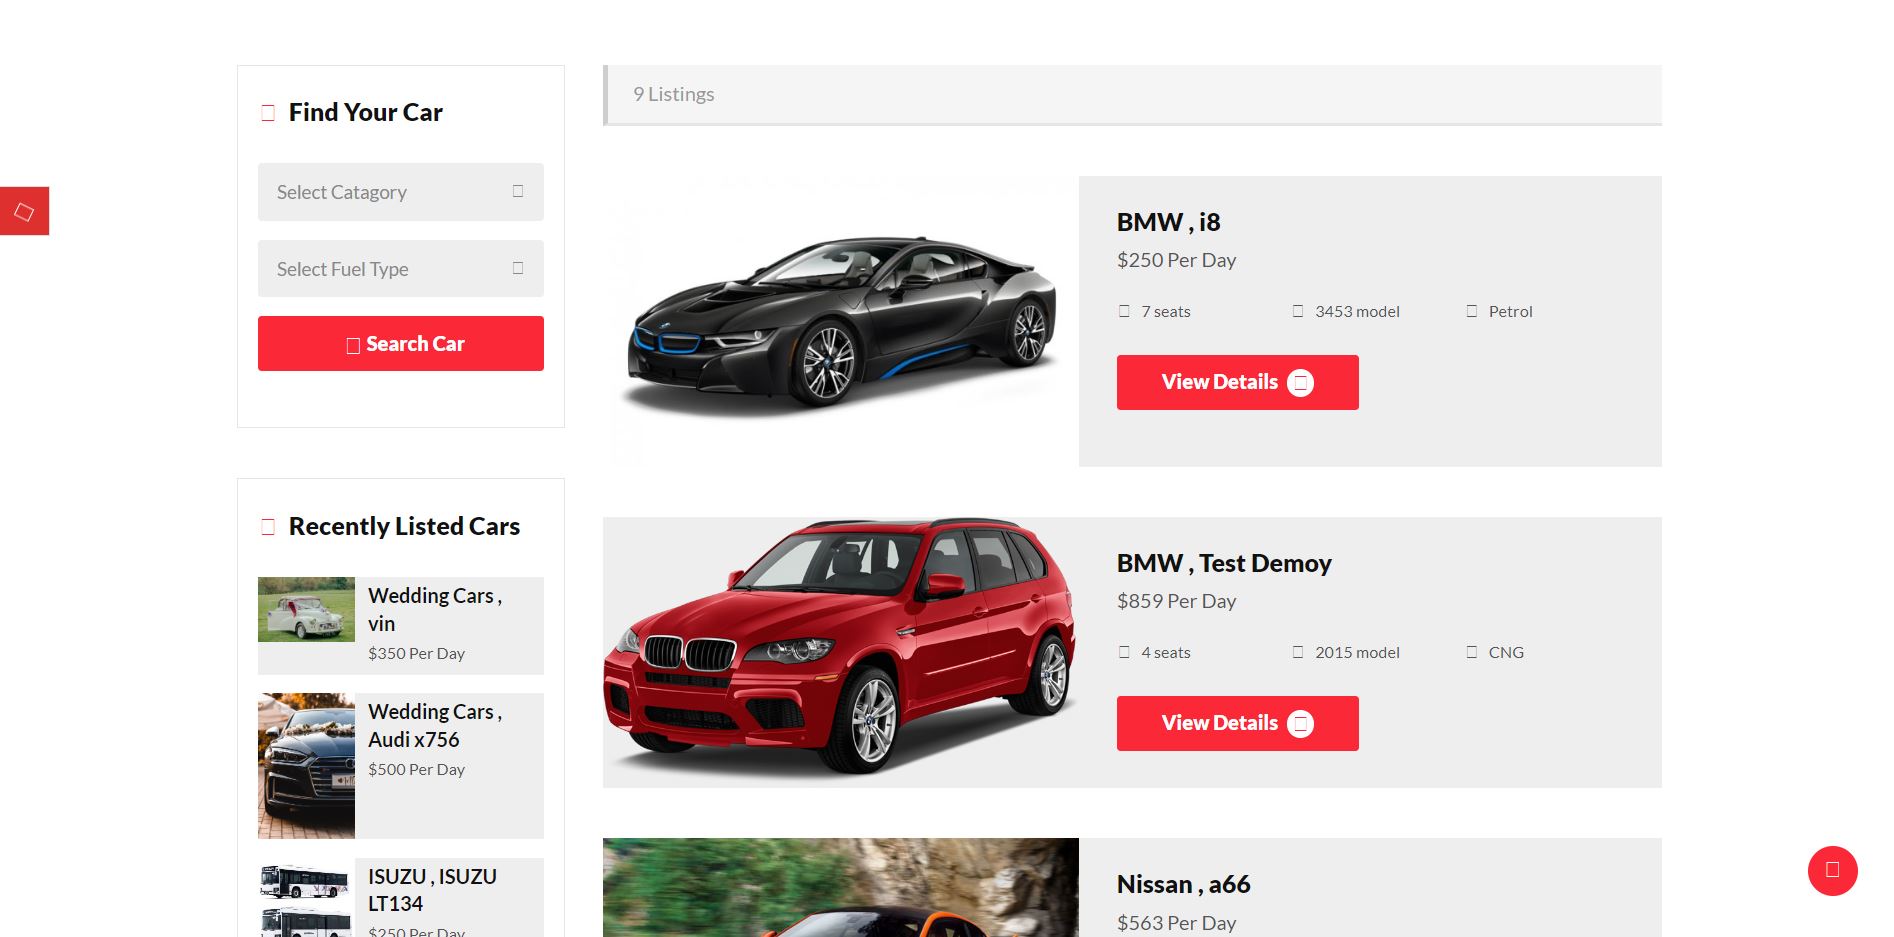 Find Your Car
Select Catagory
Select Fuel Type
Search Car
Recently Listed Cars
Wedding Cars ,
vin
$350 Per Day
Wedding Cars ,
Audi x756
$500 Per Day
ISUZU , ISUZU
LT134
$250 Per Day
9 Listings
BMW , i8
$250 Per Day
7 seats 3453 model Petrol
View Details
BMW , Test Demoy
$859 Per Day
4 seats 2015 model CNG
View Details
Nissan , a66
$563 Per Day